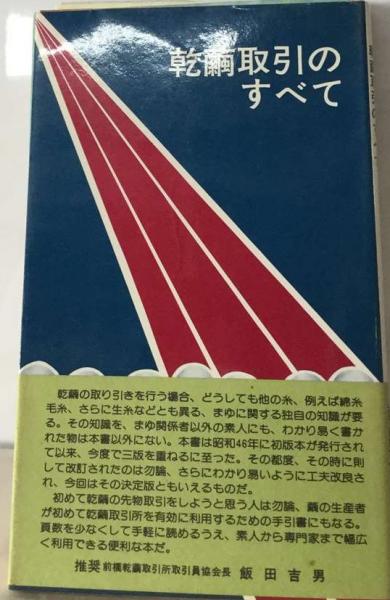 乾繭取引の
すべて
乾繭の取り引きを行う場合、どうしても他の糸、例えば綿糸
毛糸、さらに生糸などとも異る、まゆに関する独自の知識が要
る。その知識を、まゆ関係者以外の素人にも、わかり易く書か
れた物は本書以外にない。本書は昭和46年に初版本が発行され
て以来、今度で三版を重ねるに至った。その都度、その時に則
して改訂されたのは勿論、さらにわかり易いように工夫改良さ
れ、今回はその決定版ともいえるものだ。
初めて乾繭の先物取引をしようと思う人は勿論、繭の生産者
が初めて乾繭取引所を有効に利用するための手引書にもなる。
頁数を少なくして手軽に読めるうえ、素人から専門家まで幅広
く利用できる便利な本だ。
推奨 前橋乾繭取引所取引員協会長 飯田吉男